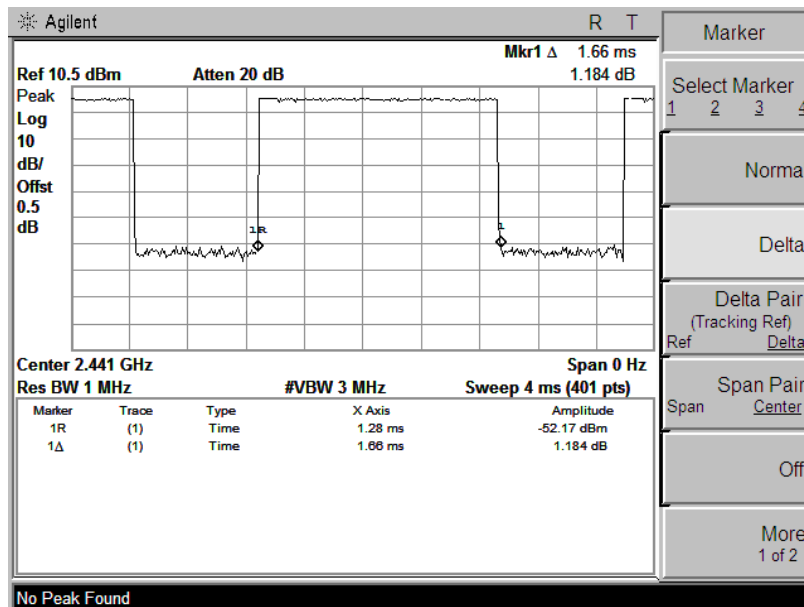 Agilent R T
Mkr1 Δ 1.66 ms
Ref 10.5 dBm Atten 20 dB 1.184 dB
Peak
Log
10
dB/
Offst
0.5
dB
1R
1
Center 2.441 GHz Span 0 Hz
Res BW 1 MHz #VBW 3 MHz Sweep 4 ms (401 pts)
Marker Trace Type X Axis Amplitude
1R (1) Time 1.28 ms -52.17 dBm
1Δ (1) Time 1.66 ms 1.184 dB
No Peak Found
Marker
Select Marker
1 2 3 4
Norma
Delta
Delta Pair
(Tracking Ref)
Ref Delta
Span Pair
Span Center
Off
More
1 of 2